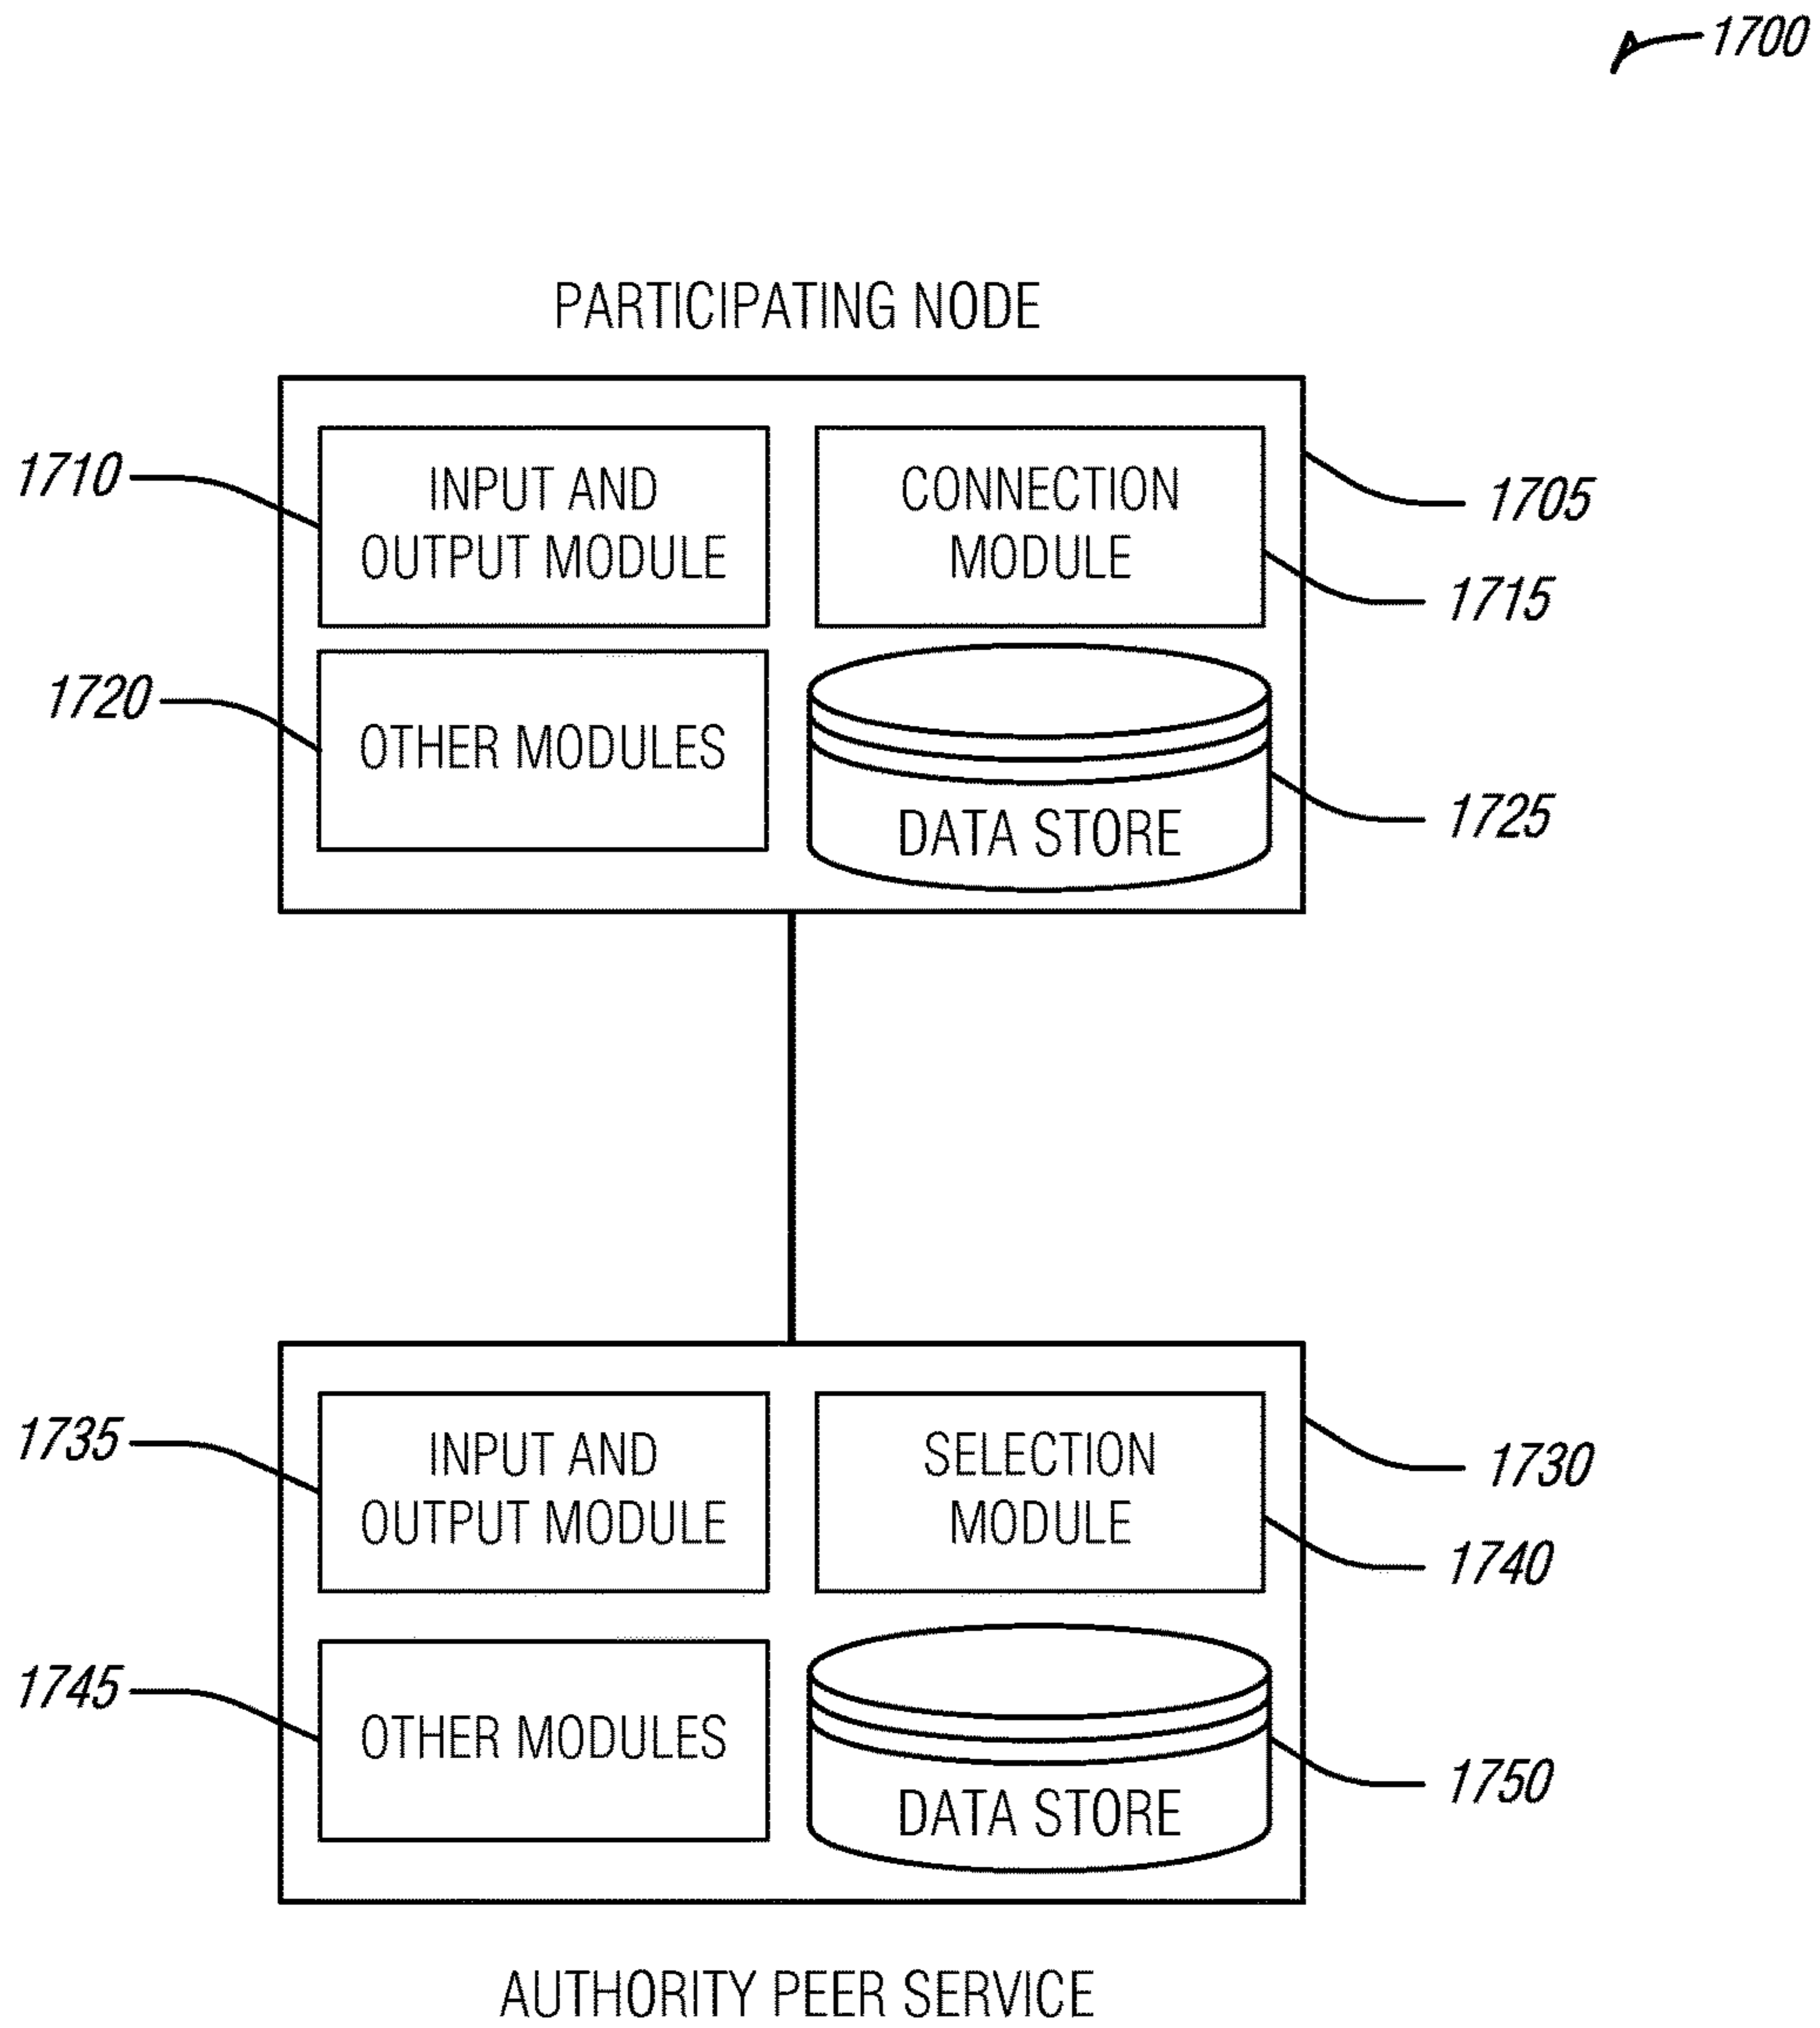 1700
PARTICIPATING NODE
1710
INPUT AND
OUTPUT MODULE
CONNECTION
MODULE
1705
1715
1720
OTHER MODULES
DATA STORE
1725
1735
INPUT AND
OUTPUT MODULE
SELECTION
MODULE
1730
1740
1745
OTHER MODULES
DATA STORE
1750
AUTHORITY PEER SERVICE